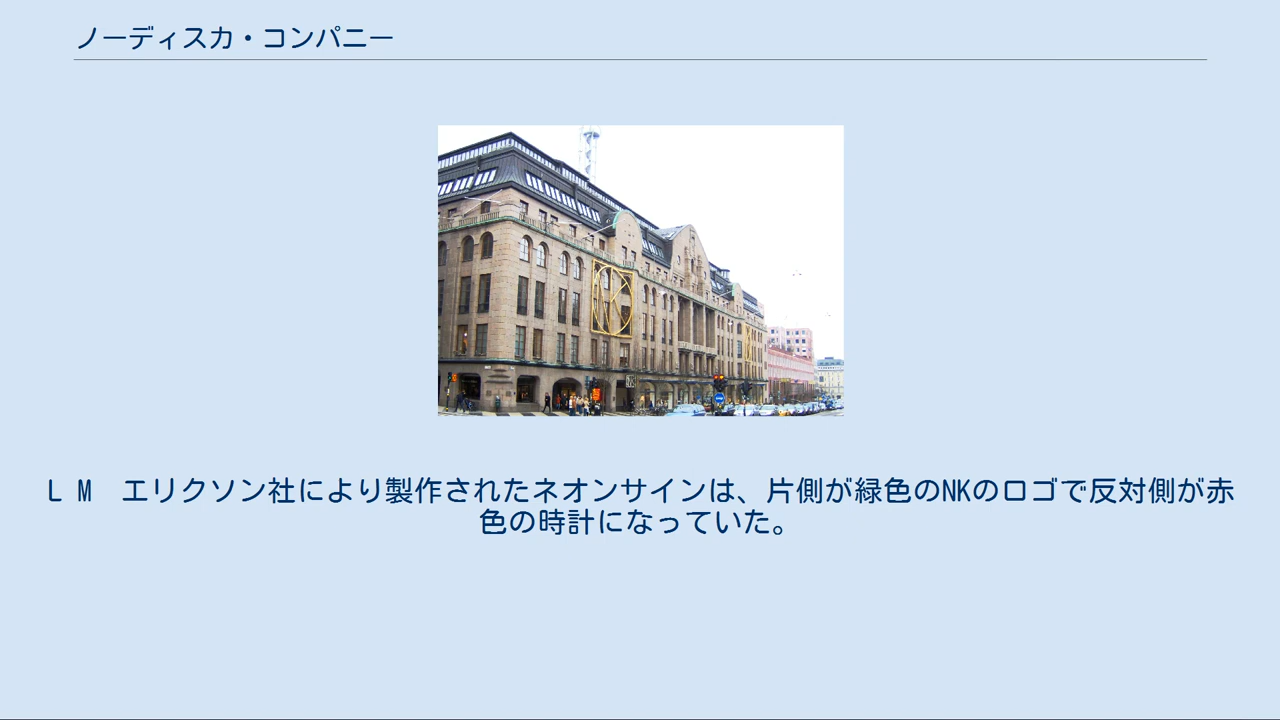 ノーディスカ・コンパニー
L M　エリクソン社により製作されたネオンサインは、片側が緑色のNKのロゴで反対側が赤
色の時計になっていた。